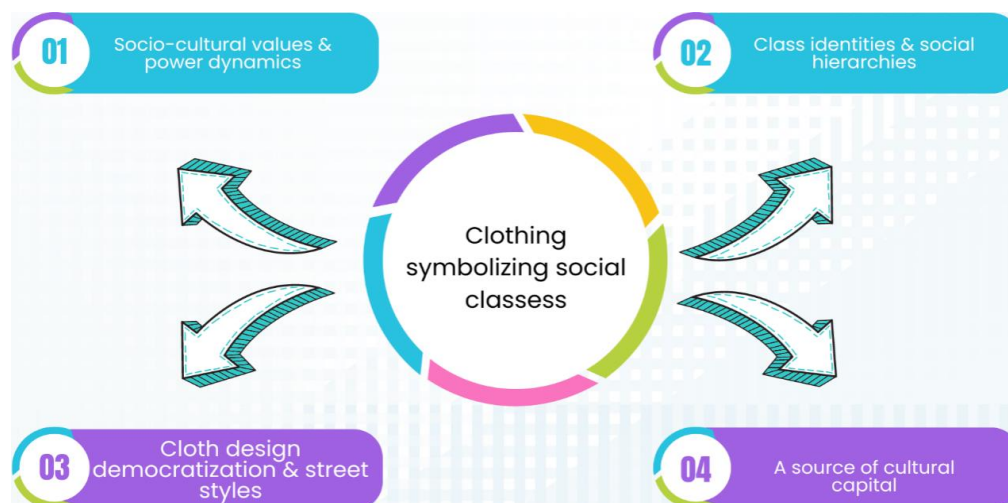 01
Socio-cultural values &
power dynamics
02
Class identities & social
hierarchies
Clothing
symbolizing social
classess
03
Cloth design
democratization & street
styles
04
A source of cultural
capital